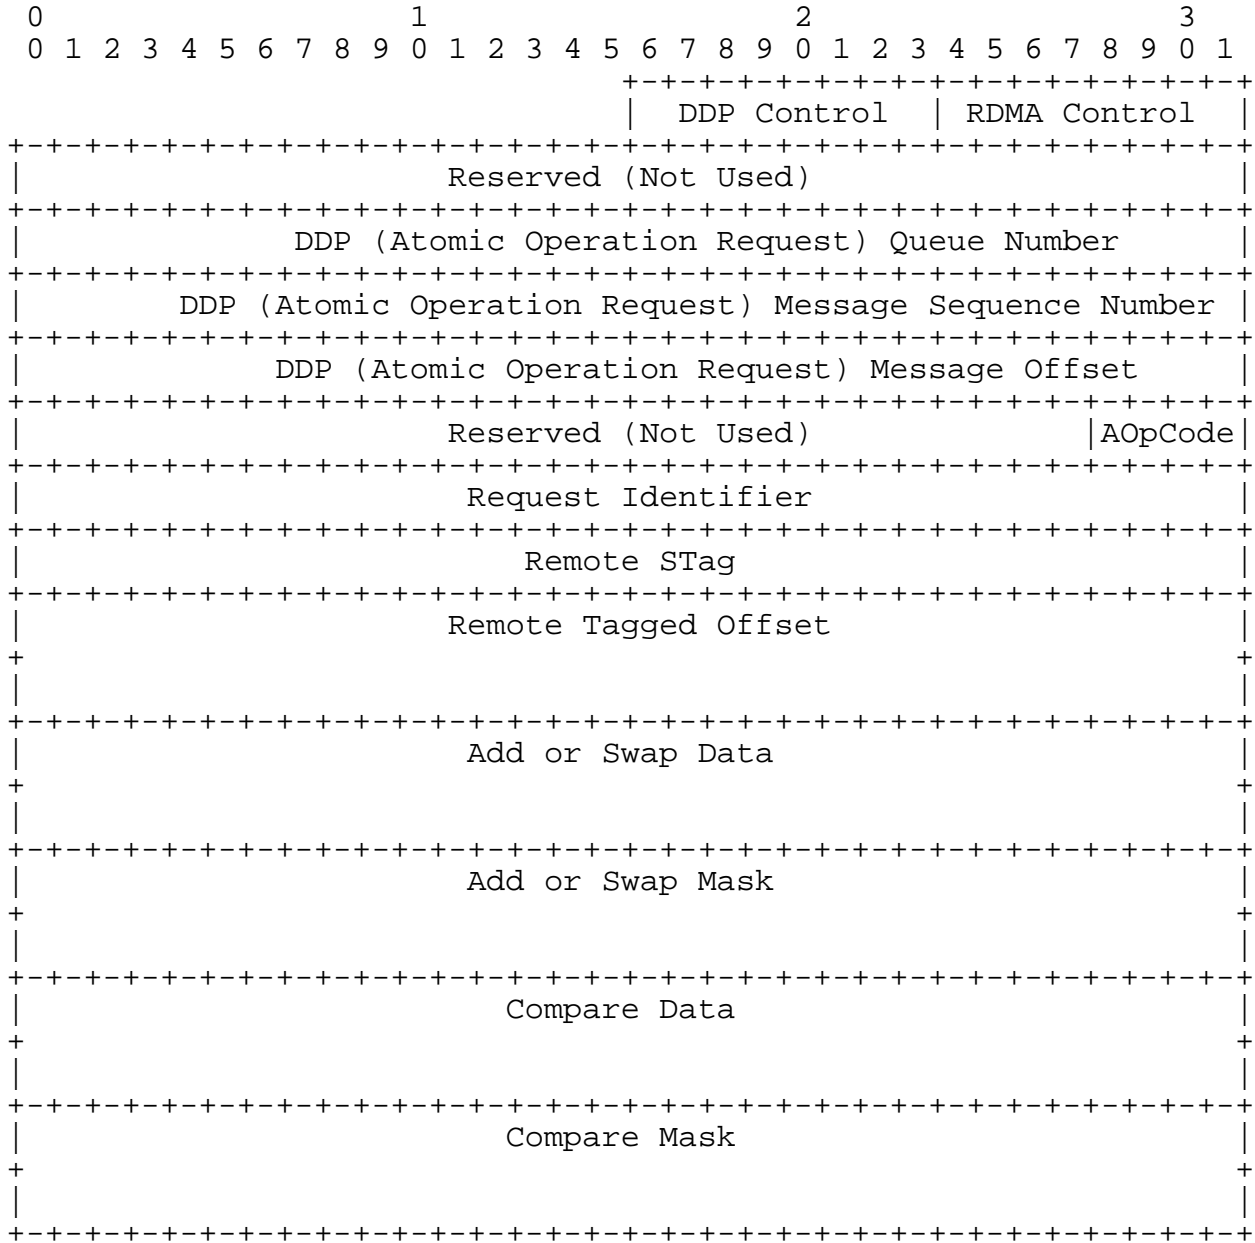 0                   1                   2                   3
0 1 2 3 4 5 6 7 8 9 0 1 2 3 4 5 6 7 8 9 0 1 2 3 4 5 6 7 8 9 0 1
+-+-+-+-+-+-+-+-+-+-+-+-+-+-+-+-+
| DDP Control | RDMA Control |
+-+-+-+-+-+-+-+-+-+-+-+-+-+-+-+-+-+-+-+-+-+-+-+-+-+-+-+-+-+-+-+-+
| Reserved (Not Used) |
+-+-+-+-+-+-+-+-+-+-+-+-+-+-+-+-+-+-+-+-+-+-+-+-+-+-+-+-+-+-+-+-+
| DDP (Atomic Operation Request) Queue Number |
+-+-+-+-+-+-+-+-+-+-+-+-+-+-+-+-+-+-+-+-+-+-+-+-+-+-+-+-+-+-+-+-+
| DDP (Atomic Operation Request) Message Sequence Number |
+-+-+-+-+-+-+-+-+-+-+-+-+-+-+-+-+-+-+-+-+-+-+-+-+-+-+-+-+-+-+-+-+
| DDP (Atomic Operation Request) Message Offset |
+-+-+-+-+-+-+-+-+-+-+-+-+-+-+-+-+-+-+-+-+-+-+-+-+-+-+-+-+-+-+-+-+
| Reserved (Not Used) |AOpCode|
+-+-+-+-+-+-+-+-+-+-+-+-+-+-+-+-+-+-+-+-+-+-+-+-+-+-+-+-+-+-+-+-+
| Request Identifier |
+-+-+-+-+-+-+-+-+-+-+-+-+-+-+-+-+-+-+-+-+-+-+-+-+-+-+-+-+-+-+-+-+
| Remote STag |
+-+-+-+-+-+-+-+-+-+-+-+-+-+-+-+-+-+-+-+-+-+-+-+-+-+-+-+-+-+-+-+-+
| Remote Tagged Offset |
+ +
| |
+-+-+-+-+-+-+-+-+-+-+-+-+-+-+-+-+-+-+-+-+-+-+-+-+-+-+-+-+-+-+-+-+
| Add or Swap Data |
+ +
| |
+-+-+-+-+-+-+-+-+-+-+-+-+-+-+-+-+-+-+-+-+-+-+-+-+-+-+-+-+-+-+-+-+
| Add or Swap Mask |
+ +
| |
+-+-+-+-+-+-+-+-+-+-+-+-+-+-+-+-+-+-+-+-+-+-+-+-+-+-+-+-+-+-+-+-+
| Compare Data |
+ +
| |
+-+-+-+-+-+-+-+-+-+-+-+-+-+-+-+-+-+-+-+-+-+-+-+-+-+-+-+-+-+-+-+-+
| Compare Mask |
+ +
| |
+-+-+-+-+-+-+-+-+-+-+-+-+-+-+-+-+-+-+-+-+-+-+-+-+-+-+-+-+-+-+-+-+